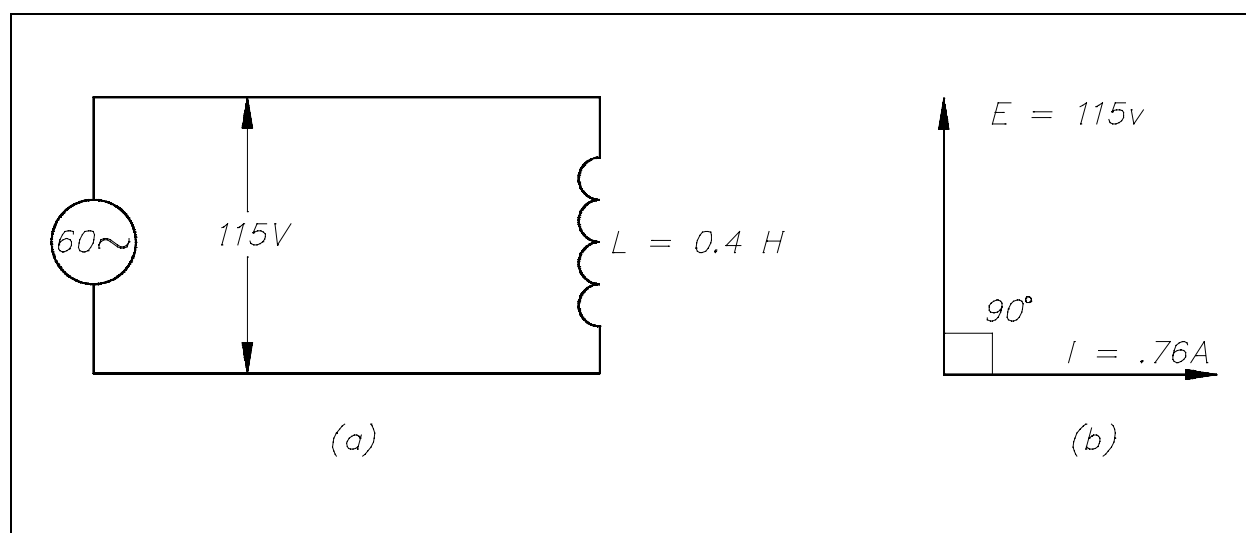 60~
115V
L = 0.4 H
(a)
E = 115v
90°
I = .76A
(b)